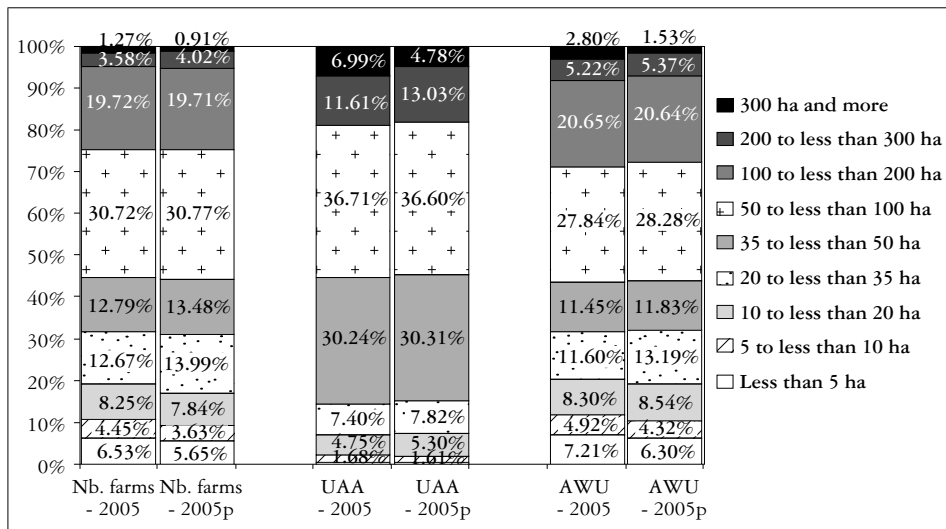 1.27% 0.91% 2.80% 1.53%
100% 3.58% 4.02% 6.99% 4.78% 5.22% 5.37%
90% 19.72% 19.71% 11.61% 13.03% 20.65% 20.64%
80%
70%
60% 30.72% 30.77% 36.71% 36.60% 27.84% 28.28%
50%
40% 12.79% 13.48% 30.24% 30.31% 11.45% 11.83%
30% 12.67% 13.99% 11.60% 13.19%
20% 8.25% 7.84% 7.40% 7.82% 8.30% 8.54%
10% 4.45% 3.63% 4.75% 5.30% 4.92% 4.32%
0% 6.53% 5.65% 1.68% 1.61% 7.21% 6.30%
300 ha and more
200 to less than 300 ha
100 to less than 200 ha
50 to less than 100 ha
35 to less than 50 ha
20 to less than 35 ha
10 to less than 20 ha
5 to less than 10 ha
Less than 5 ha
Nb. farms Nb. farms UAA UAA AWU AWU
- 2005 - 2005p - 2005 - 2005p - 2005 - 2005p